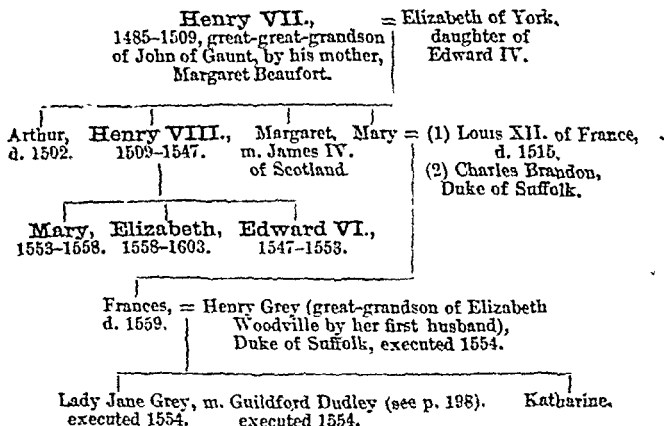 Henry VII., = Elizabeth of York,
1485–1509, great-great-grandson daughter of
of John of Gaunt, by his mother, Edward IV.
Margaret Beaufort.
Arthur, Henry VIII., Margaret, Mary = (1) Louis XII. of France,
d. 1502. 1509–1547. m. James IV. d. 1515.
of Scotland. (2) Charles Brandon,
Duke of Suffolk.
Mary, Elizabeth, Edward VI.,
1553–1558. 1558–1603. 1547–1553.
Frances, = Henry Grey (great-grandson of Elizabeth
d. 1559. Woodville by her first husband),
Duke of Suffolk, executed 1554.
Lady Jane Grey, m. Guildford Dudley (see p. 198). Katharine.
executed 1554. executed 1554.